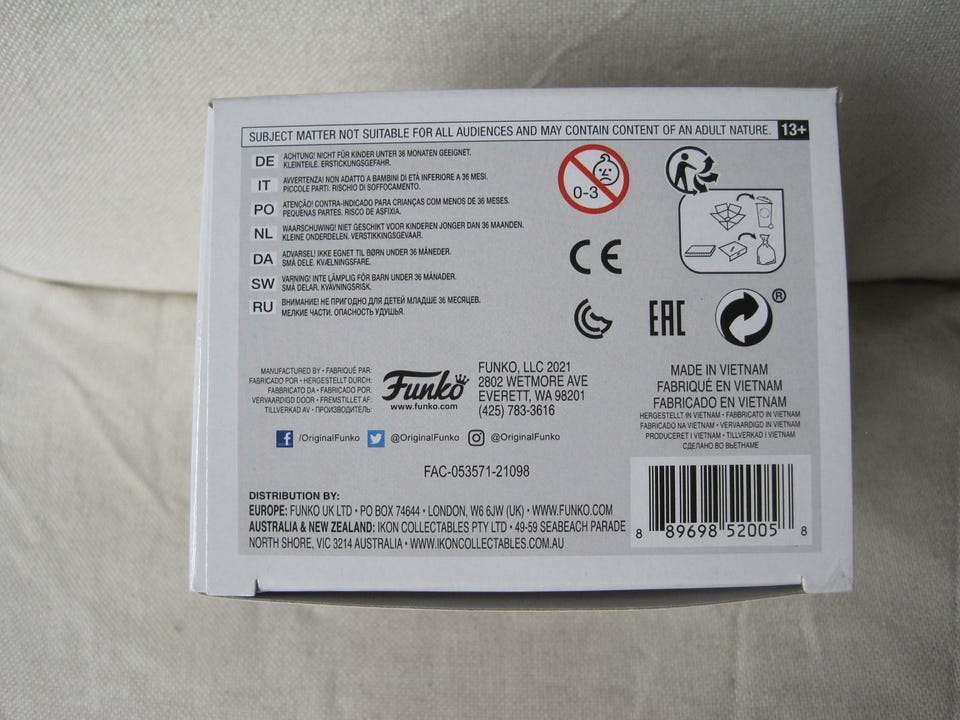 SUBJECT MATTER NOT SUITABLE FOR ALL AUDIENCES AND MAY CONTAIN CONTENT OF AN ADULT NATURE. 13+
DE ACHTUNG! NICHT FÜR KINDER UNTER 36 MONATEN GEEIGNET.
KLEINTEILE. ERSTICKUNGSGEFAHR.
IT AVVERTENZA! NON ADATTO A BAMBINI DI ETÀ INFERIORE A 36 MESI.
PICCOLE PARTI. RISCHIO DI SOFFOCAMENTO.
PO ATENÇÃO! CONTRA-INDICADO PARA CRIANÇAS COM MENOS DE 36 MESES.
PEQUENAS PARTES. RISCO DE ASFIXIA.
NL WAARSCHUWING! NIET GESCHIKT VOOR KINDEREN JONGER DAN 36 MAANDEN.
KLEINE ONDERDELEN. VERSTIKKINGSGEVAAR.
DA ADVARSEL! IKKE EGNET TIL BØRN UNDER 36 MÅNEDER.
SMÅ DELE. KVÆLNINGSFARE.
SW VARNING! INTE LÄMPLIG FÖR BARN UNDER 36 MÅNADER.
SMÅ DELAR. KVÄVNINGSRISK.
RU ВНИМАНИЕ! НЕ ПРИГОДНО ДЛЯ ДЕТЕЙ МЛАДШЕ 36 МЕСЯЦЕВ.
МЕЛКИЕ ЧАСТИ. ОПАСНОСТЬ УДУШЬЯ.
0-3
CE
EAC
®
MANUFACTURED BY • FABRIQUÉ PAR:
FABRICADO POR • HERGESTELLT DURCH:
FABBRICATO DA • FABRICADO POR:
VERVAARDIGD DOOR • FREMSTILLET AF:
TILLVERKAD AV • ПРОИЗВОДИТЕЛЬ:
Funko
www.funko.com
FUNKO, LLC 2021
2802 WETMORE AVE
EVERETT, WA 98201
(425) 783-3616
MADE IN VIETNAM
FABRIQUÉ EN VIETNAM
FABRICADO EN VIETNAM
HERGESTELLT IN VIETNAM • FABBRICATO IN VIETNAM
FABRICADO NA VIETNAM • VERVAARDIGD IN VIETNAM
PRODUCERET I VIETNAM • TILLVERKAD I VIETNAM
СДЕЛАНО ВО ВЬЕТНАМЕ
/OriginalFunko @OriginalFunko @OriginalFunko
FAC-053571-21098
DISTRIBUTION BY:
EUROPE: FUNKO UK LTD • PO BOX 74644 • LONDON, W6 6JW (UK) • WWW.FUNKO.COM
AUSTRALIA & NEW ZEALAND: IKON COLLECTABLES PTY LTD • 49-59 SEABEACH PARADE
NORTH SHORE, VIC 3214 AUSTRALIA • WWW.IKONCOLLECTABLES.COM.AU
8 89698 52005 8